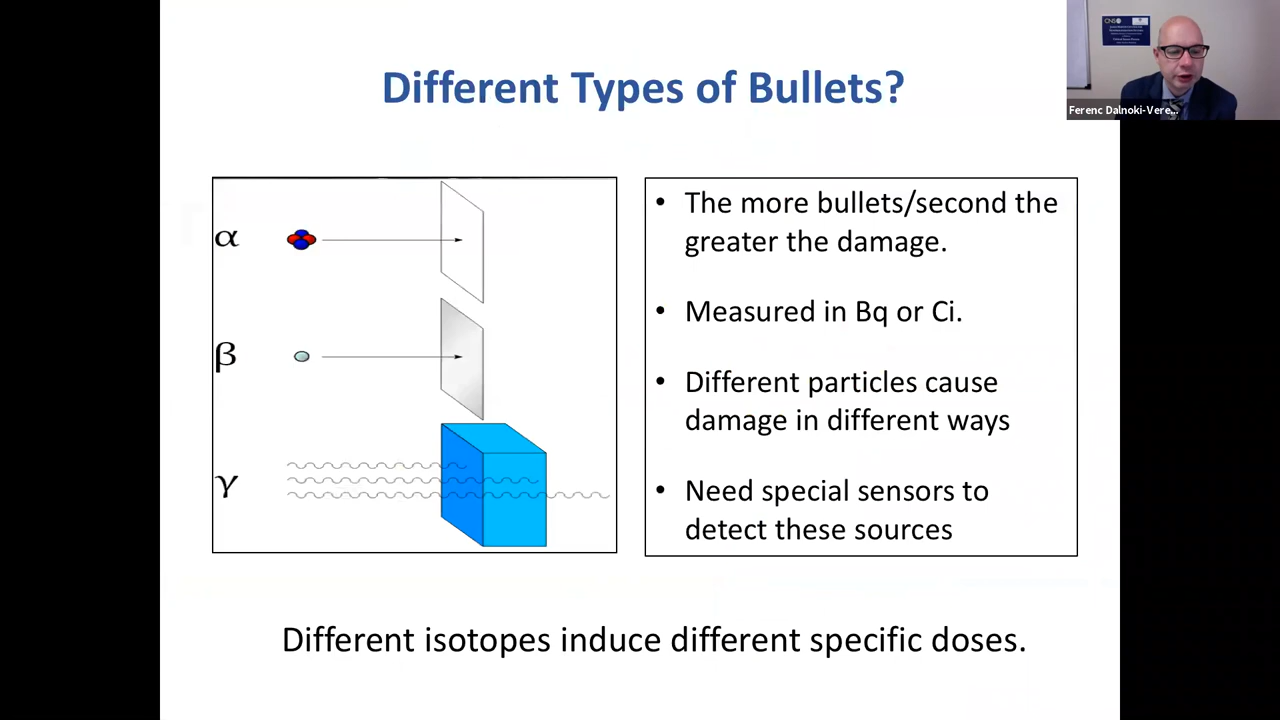 Different Types of Bullets?
CNS
Ferenc Dalnoki-Vere...
α
β
γ
• The more bullets/second the
greater the damage.
• Measured in Bq or Ci.
• Different particles cause
damage in different ways
• Need special sensors to
detect these sources
Different isotopes induce different specific doses.